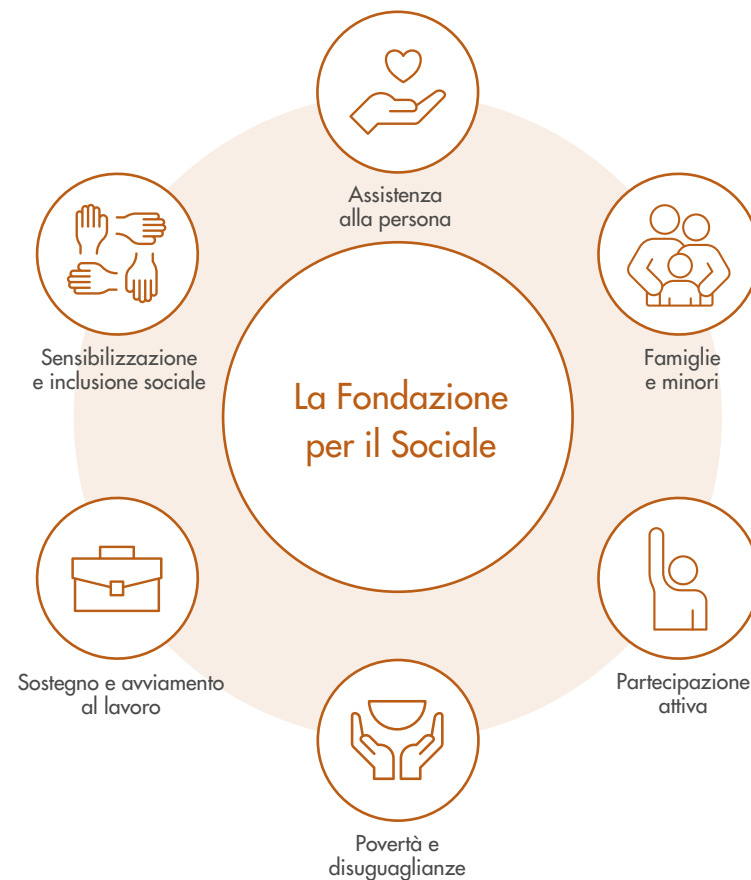 Assistenza
alla persona
Famiglie
e minori
Partecipazione
attiva
Povertà e
disuguaglianze
Sostegno e avviamento
al lavoro
Sensibilizzazione
e inclusione sociale
La Fondazione
per il Sociale